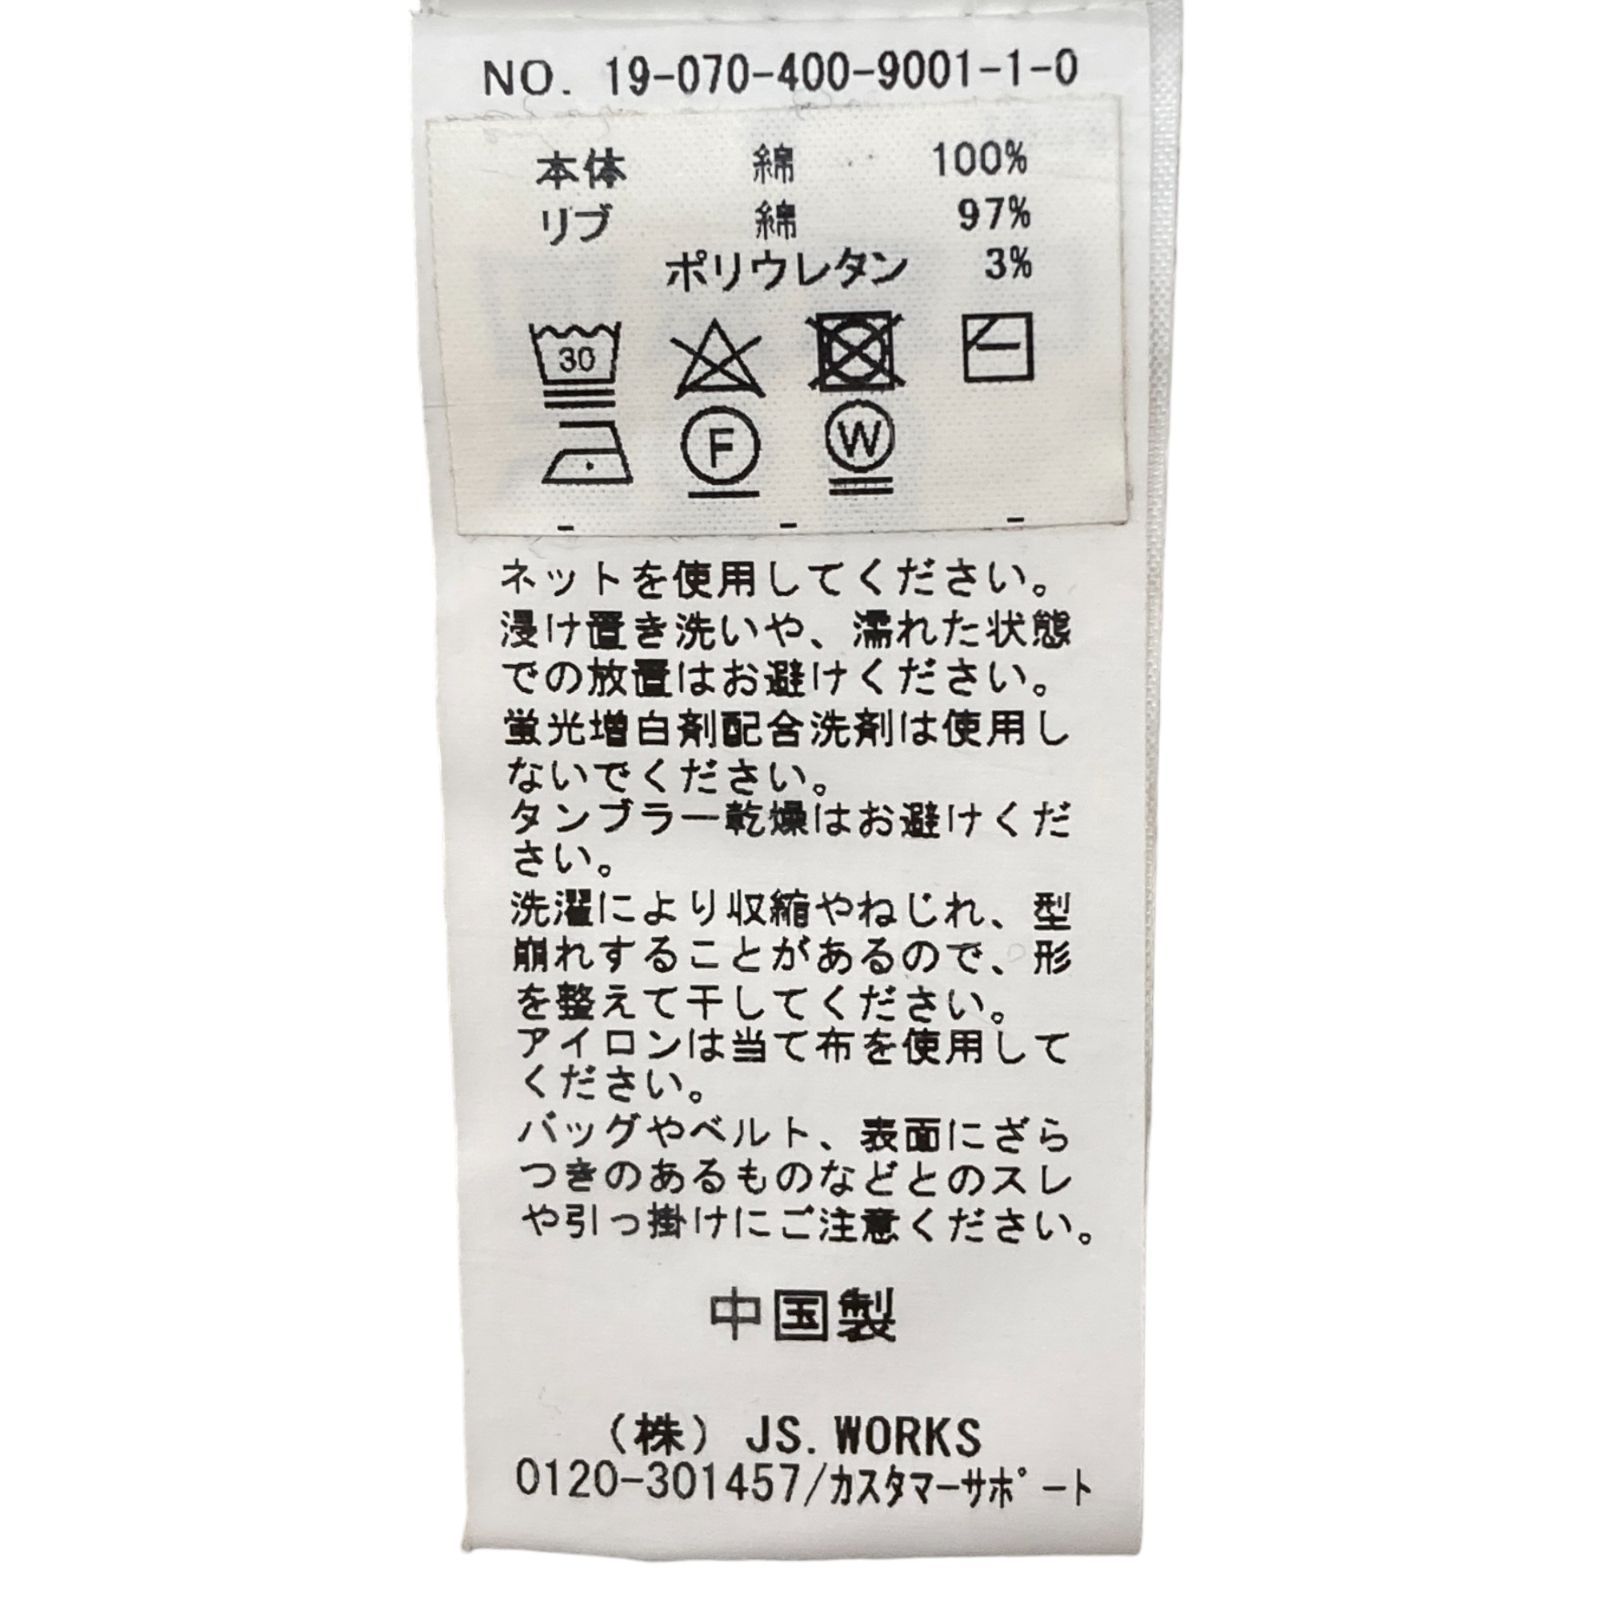 NO. 19-070-400-9001-1-0
本体 綿 100%
リブ 綿 97%
ポリウレタン 3%
30
F W
ネットを使用してください。
浸け置き洗いや、濡れた状態
での放置はお避けください。
蛍光増白剤配合洗剤は使用し
ないでください。
タンブラー乾燥はお避けくだ
さい。
洗濯により収縮やねじれ、型
崩れすることがあるので、形
を整えて干してください。
アイロンは当て布を使用して
ください。
バッグやベルト、表面にざら
つきのあるものなどとのスレ
や引っ掛けにご注意ください。
中国製
(株) JS.WORKS
0120-301457/カスタマーサポート